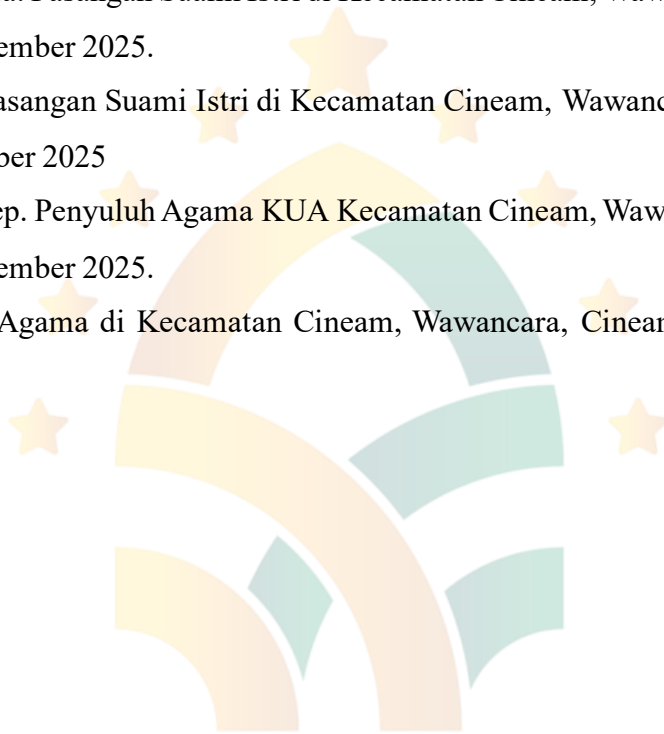 Pasangan Suami Istri di Kecamatan Cineam,
ember 2025.
asangan Suami Istri di Kecamatan Cineam, Wawanc
ber 2025
ep. Penyuluh Agama KUA Kecamatan Cineam, Waw
ember 2025.
Agama di Kecamatan Cineam, Wawancara, Cinear